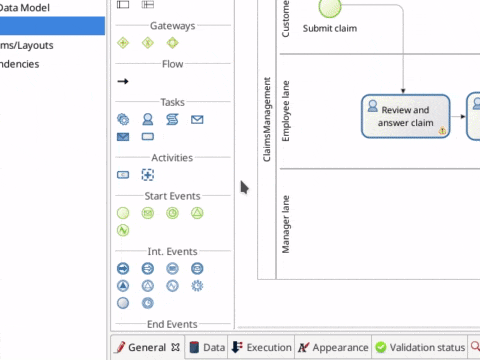 Data Model
ms/Layouts
ndencies
Gateways
Flow
Tasks
Activities
Start Events
Int. Events
End Events
Submit claim
ClaimsManagement
Employee lane
Manager lane
Review and
answer claim
General
Data
Execution
Appearance
Validation status